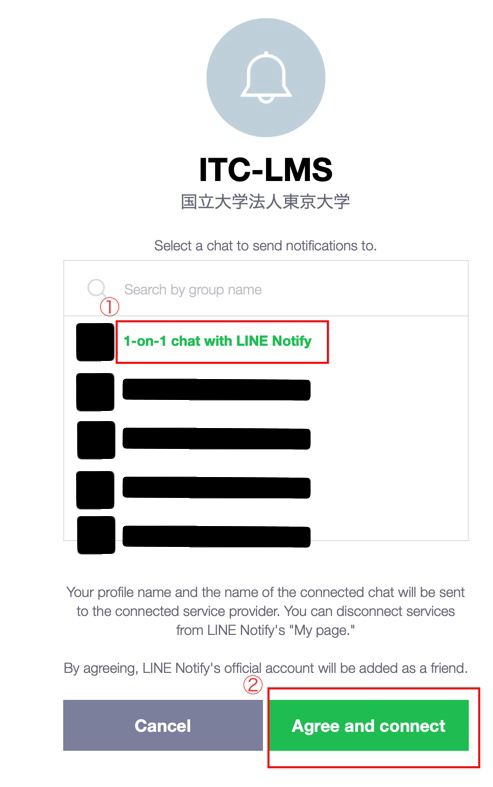 ITC-LMS
国立大学法人東京大学
Select a chat to send notifications to.
Search by group name
①
1-on-1 chat with LINE Notify
Your profile name and the name of the connected chat will be sent
to the connected service provider. You can disconnect services
from LINE Notify's "My page."
By agreeing, LINE Notify's official account will be added as a friend.
②
Cancel
Agree and connect